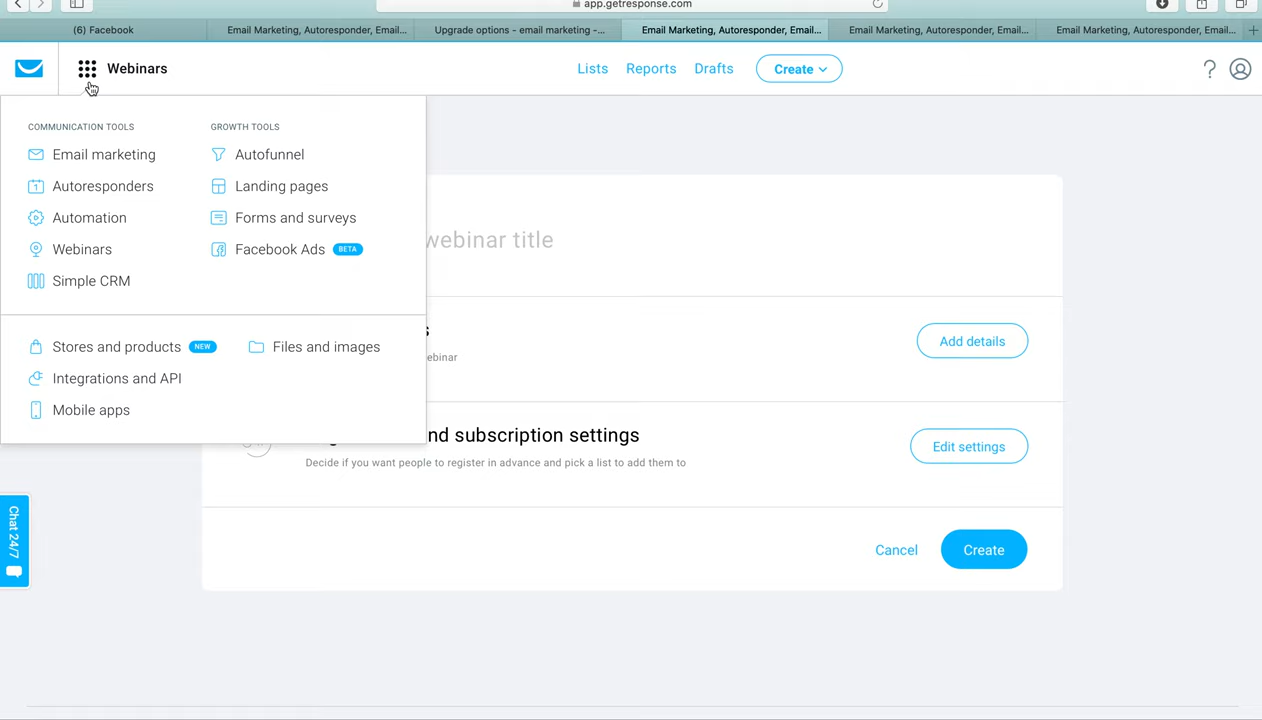 app.getresponse.com
(6) Facebook
Email Marketing, Autoresponder, Email...
Upgrade options - email marketing -...
Email Marketing, Autoresponder, Email...
Email Marketing, Autoresponder, Email...
Email Marketing, Autoresponder, Email...
Webinars
Lists
Reports
Drafts
Create
?
COMMUNICATION TOOLS
Email marketing
Autoresponders
Automation
Webinars
Simple CRM
GROWTH TOOLS
Autofunnel
Landing pages
Forms and surveys
Facebook Ads BETA
Stores and products NEW
Files and images
Integrations and API
Mobile apps
webinar title
Add details
nd subscription settings
Decide if you want people to register in advance and pick a list to add them to
Edit settings
Cancel
Create
Chat 24/7